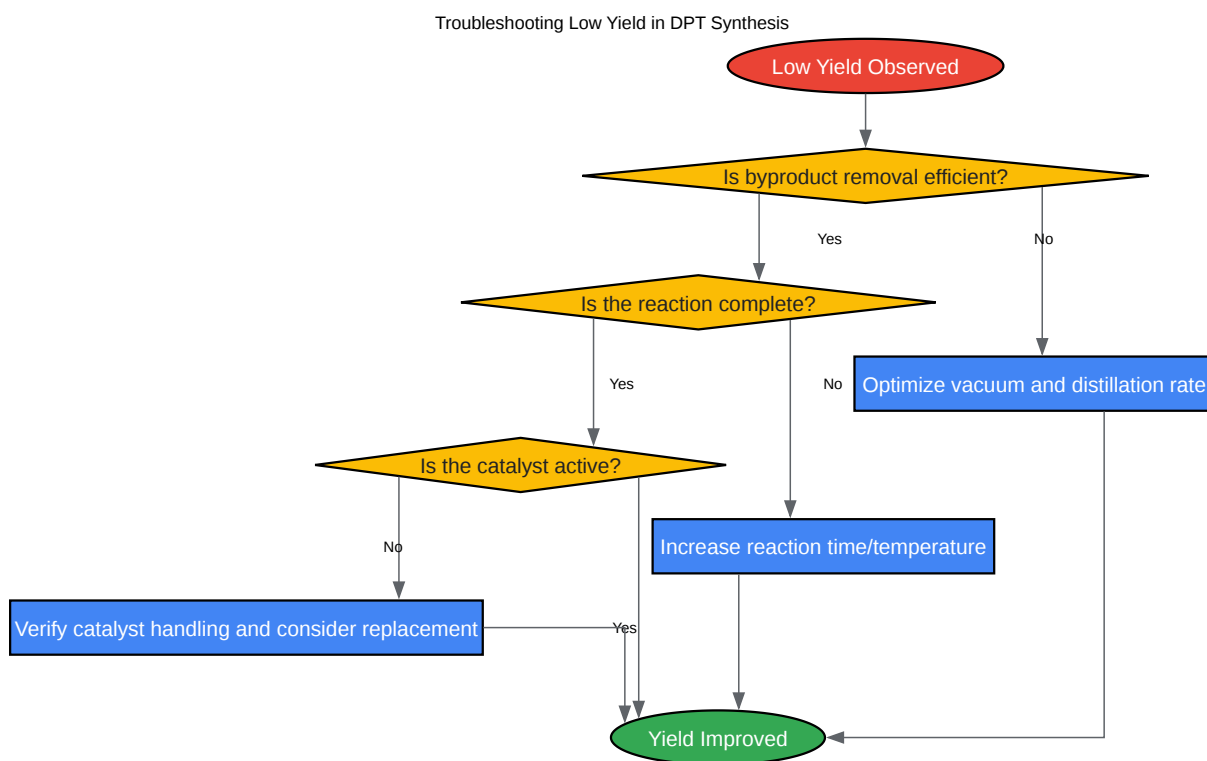 Troubleshooting Low Yield in DPT Synthesis
Low Yield Observed
Is byproduct removal efficient?
Yes
No
Is the reaction complete?
Yes
No
Optimize vacuum and distillation rate
Is the catalyst active?
No
Increase reaction time/temperature
Verify catalyst handling and consider replacement
Yes
Yield Improved